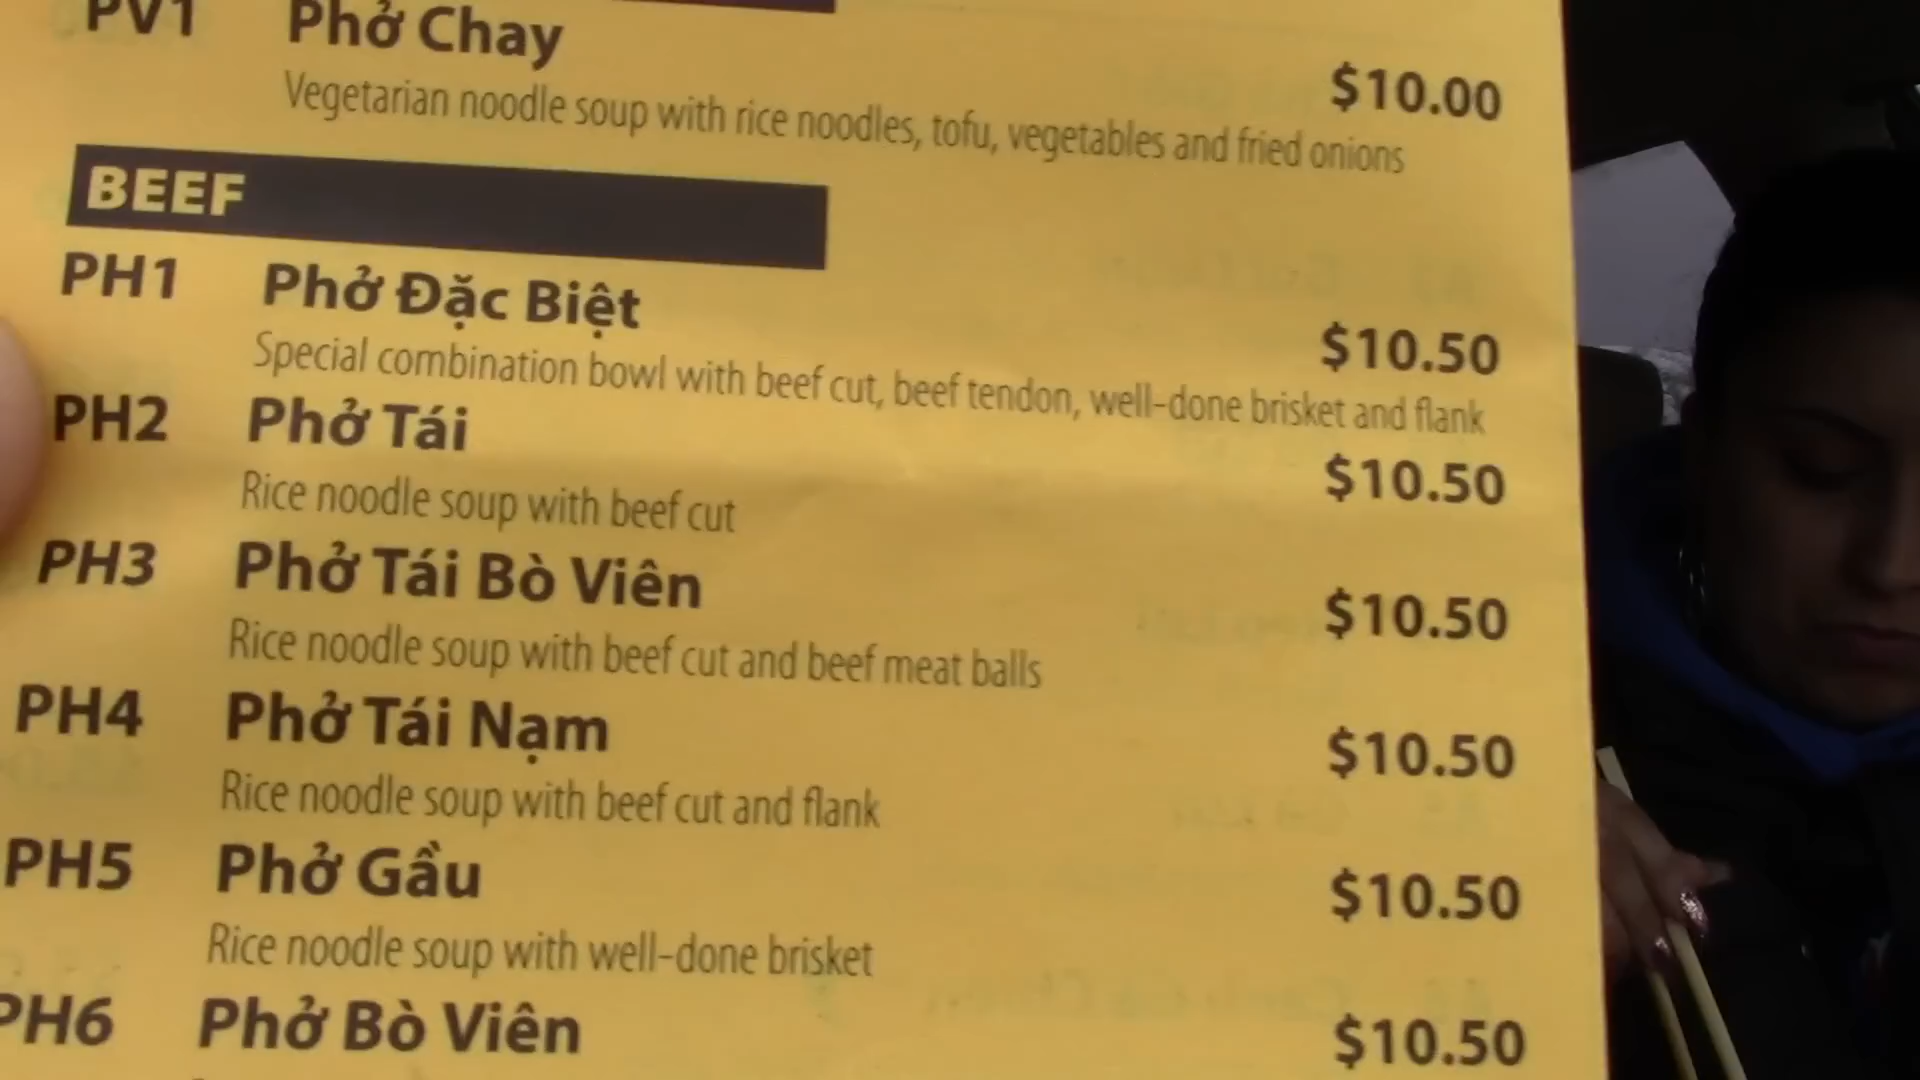 PV1 Phở Chay $10.00
Vegetarian noodle soup with rice noodles, tofu, vegetables and fried onions
BEEF
PH1 Phở Đặc Biệt $10.50
Special combination bowl with beef cut, beef tendon, well-done brisket and flank
PH2 Phở Tái $10.50
Rice noodle soup with beef cut
PH3 Phở Tái Bò Viên $10.50
Rice noodle soup with beef cut and beef meat balls
PH4 Phở Tái Nạm $10.50
Rice noodle soup with beef cut and flank
PH5 Phở Gầu $10.50
Rice noodle soup with well-done brisket
PH6 Phở Bò Viên $10.50